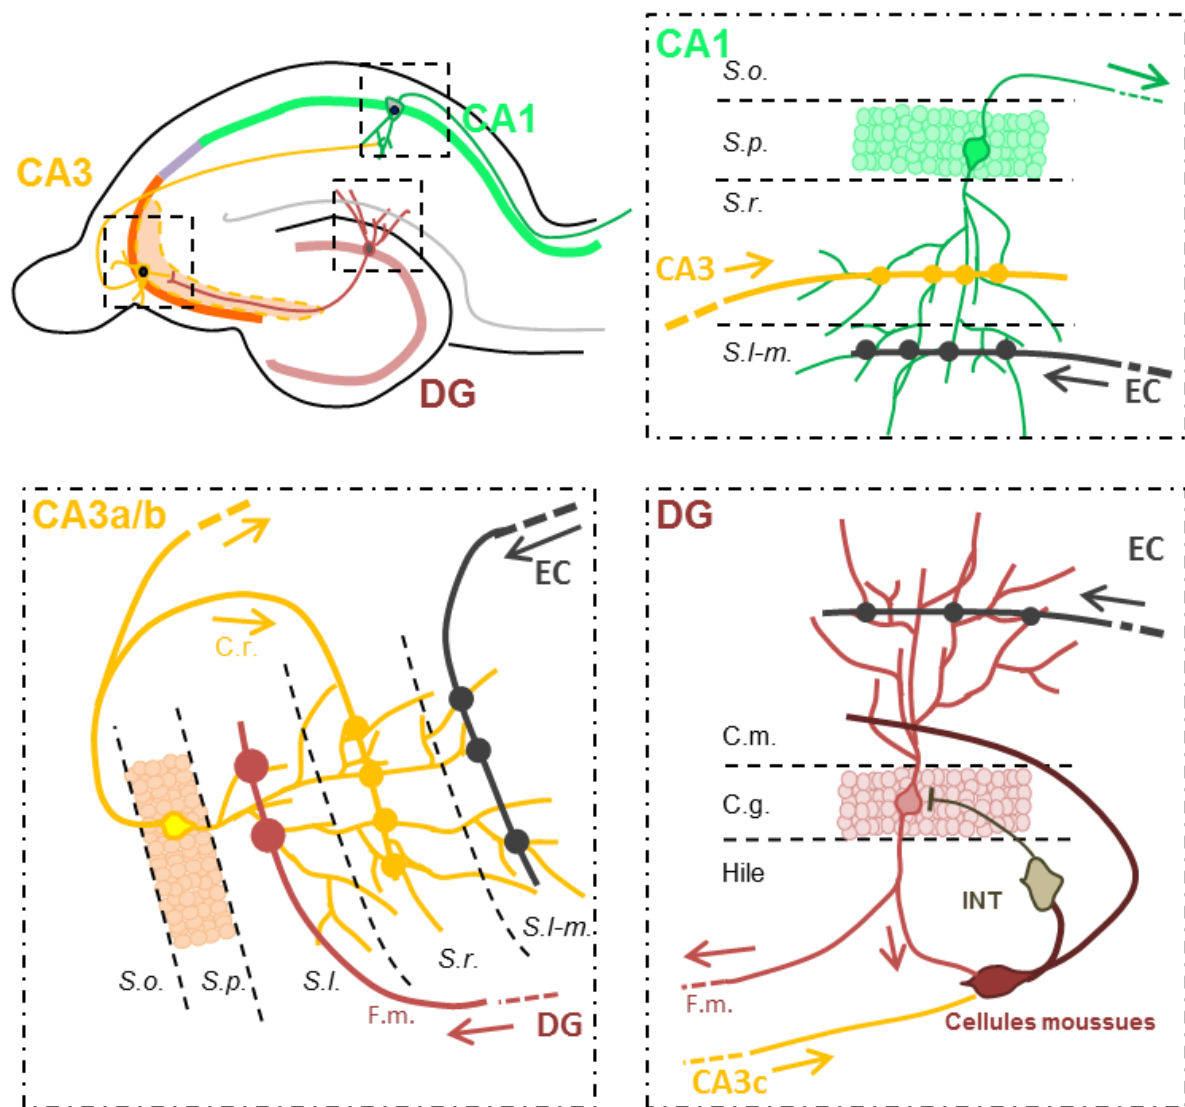 CA3
CA1
DG
CA1
S.o.
S.p.
S.r.
CA3
S.l-m.
EC
CA3a/b
EC
C.r.
S.o.
S.p.
S.l.
S.r.
S.l-m.
F.m.
DG
DG
EC
C.m.
C.g.
Hile
INT
F.m.
Cellules moussues
CA3c